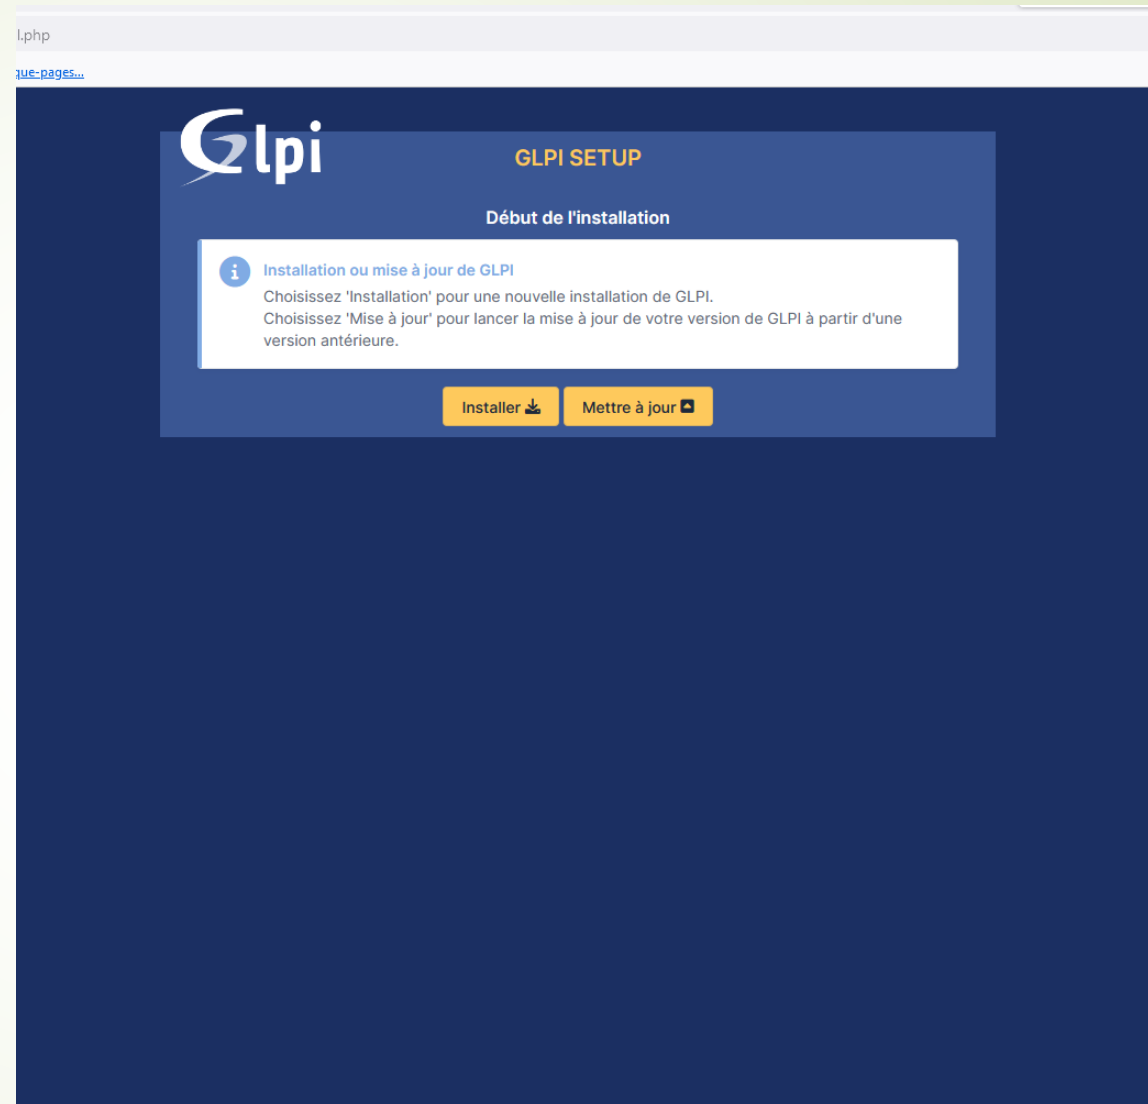 l.php
que-pages...
Glpi
GLPI SETUP
Début de l'installation
Installation ou mise à jour de GLPI
Choisissez 'Installation' pour une nouvelle installation de GLPI.
Choisissez 'Mise à jour' pour lancer la mise à jour de votre version de GLPI à partir d'une
version antérieure.
Installer
Mettre à jour